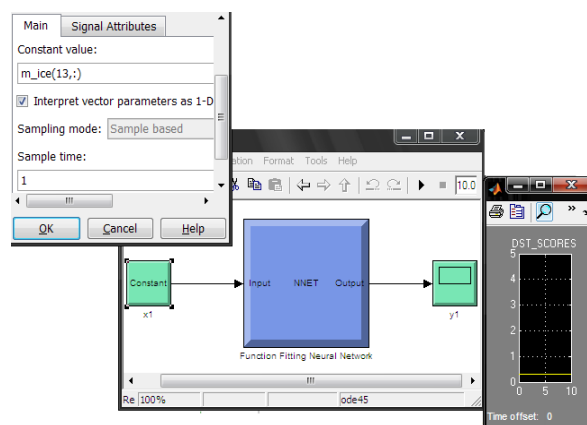 Main Signal Attributes
Constant value:
m_ice(13,:)
Interpret vector parameters as 1-D
Sampling mode: Sample based
Sample time:
1
OK Cancel Help
ation Format Tools Help
10.0
Constant
x1
Input NNET Output
y1
Function Fitting Neural Network
Re 100% ode45
»
DST_SCORES
5
4
3
2
1
0
0 5 10
Time offset: 0